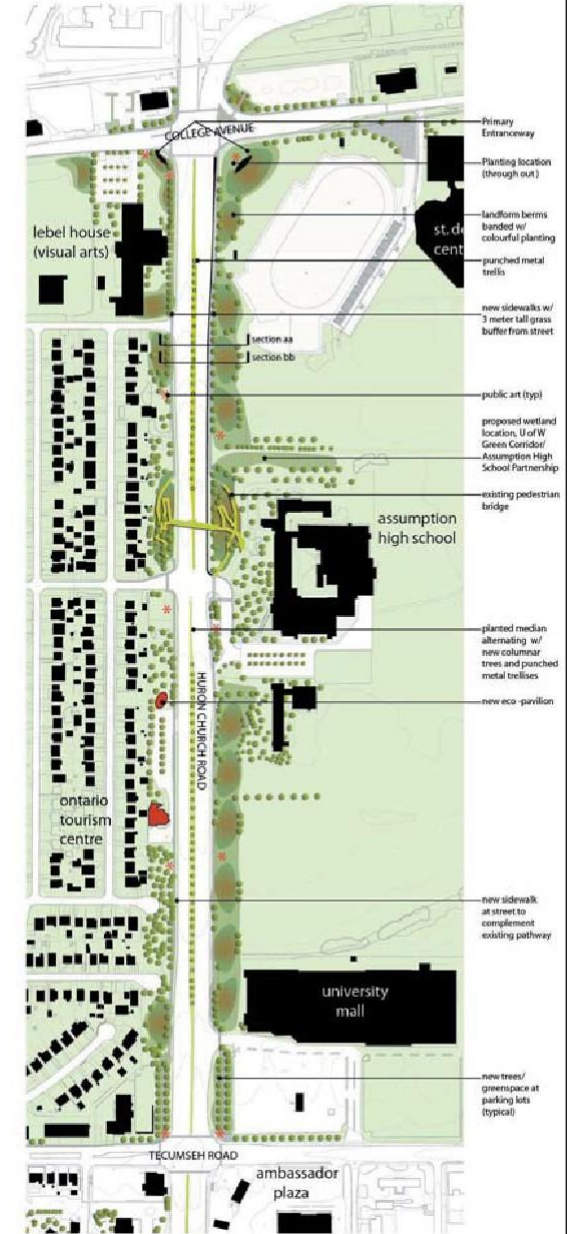 COLLEGE AVENUE
Primary
Entranceway
Planting location
(through out)
landform berms
banded w/
colourful planting
lebel house
(visual arts)
st. de
cent
punched metal
trellis
new sidewalks w/
3 meter tall grass
buffer from street
section aa
section bb
public art (typ)
proposed wetland
location, U of W
Green Corridor/
Assumption High
School Partnership
existing pedestrian
bridge
assumption
high school
planted median
alternating w/
new columnar
trees and punched
metal trellises
HURON CHURCH ROAD
new eco-pavilion
ontario
tourism
centre
new sidewalk
at street to
complement
existing pathway
university
mall
new trees/
greenspace at
parking lots
(typical)
TECUMSEH ROAD
ambassador
plaza